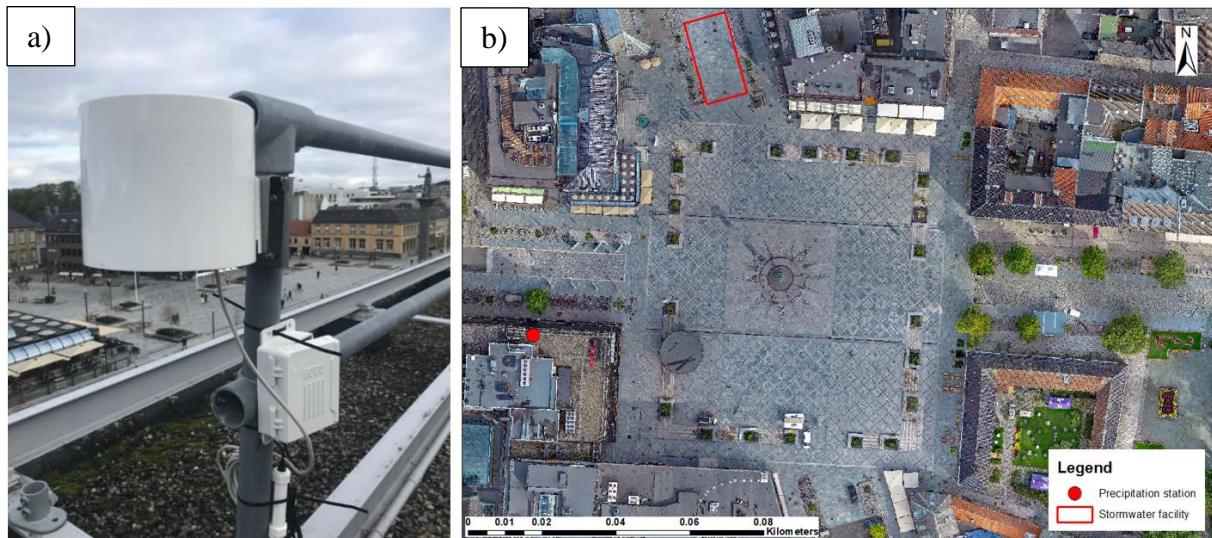 a)
b)
N
Legend
Precipitation station
Stormwater facility
0 0.01 0.02 0.04 0.06 0.08
Kilometers